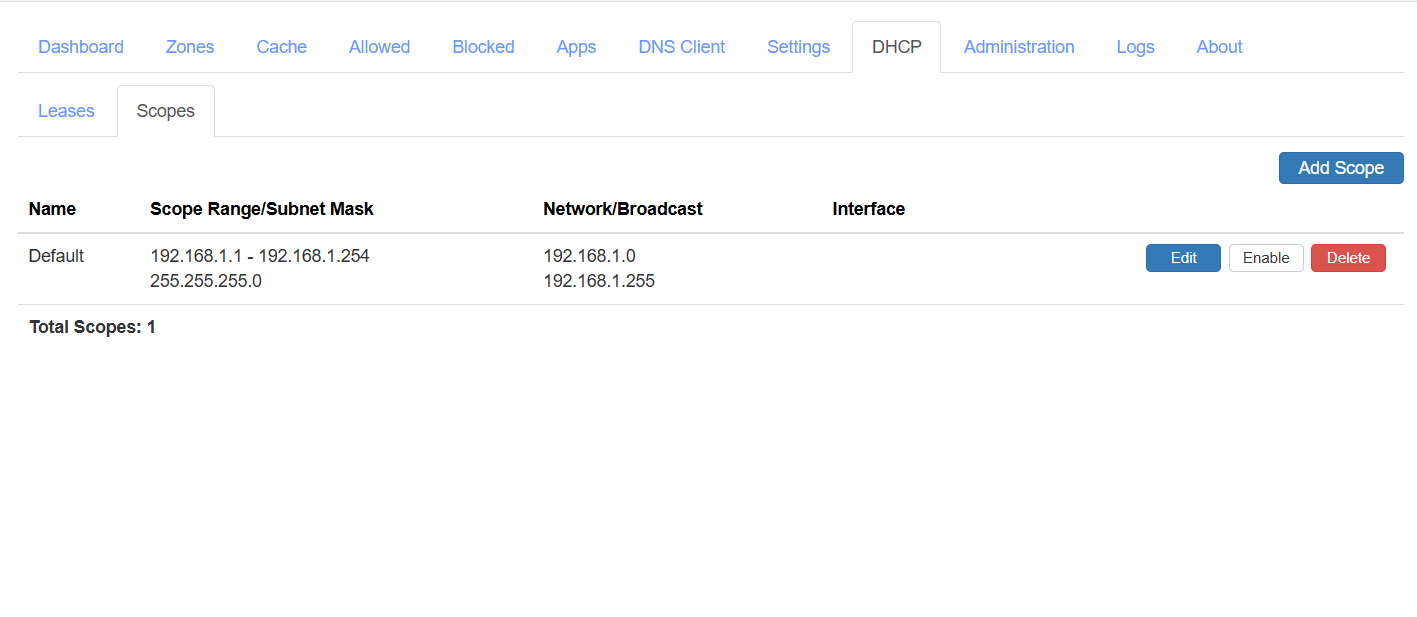 Dashboard Zones Cache Allowed Blocked Apps DNS Client Settings DHCP Administration Logs About
Leases Scopes
Add Scope
Name Scope Range/Subnet Mask Network/Broadcast Interface
Default 192.168.1.1 - 192.168.1.254 192.168.1.0 Edit Enable Delete
255.255.255.0 192.168.1.255
Total Scopes: 1